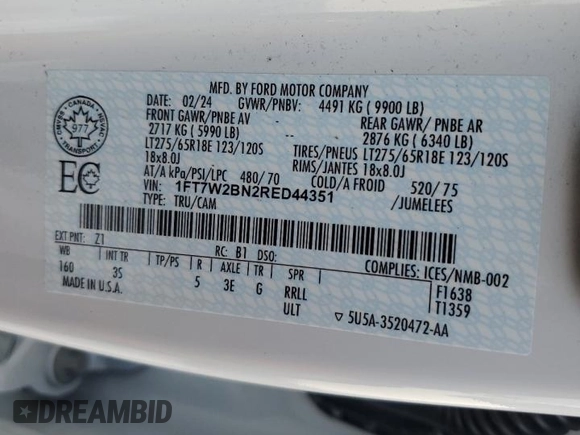 MFD. BY FORD MOTOR COMPANY
DATE: 02/24 GVWR/PNBV: 4491 KG ( 9900 LB)
FRONT GAWR/ PNBE AV REAR GAWR/ PNBE AR
2717 KG ( 5990 LB) 2876 KG ( 6340 LB)
LT275/65R18E 123/120S TIRES/PNEUS LT275/65R18E 123/120S
18x8.0J RIMS/JANTES 18x8.0J
AT/A kPa/PSI/LPC 480/ 70 COLD/A FROID 520/ 75
VIN: 1FT7W2BN2RED44351 /JUMELEES
TYPE: TRU/CAM
CANADA
977
TRANSPORT
EC
EXT PNT: Z1 RC: B1 DSO: COMPLIES: ICES/NMB-002
WB INT TR TP/PS R AXLE TR SPR F1638
160 3S 5 3E G RRLL T1359
MADE IN U.S.A. ULT ▽ 5U5A-3520472-AA
DREAMBID